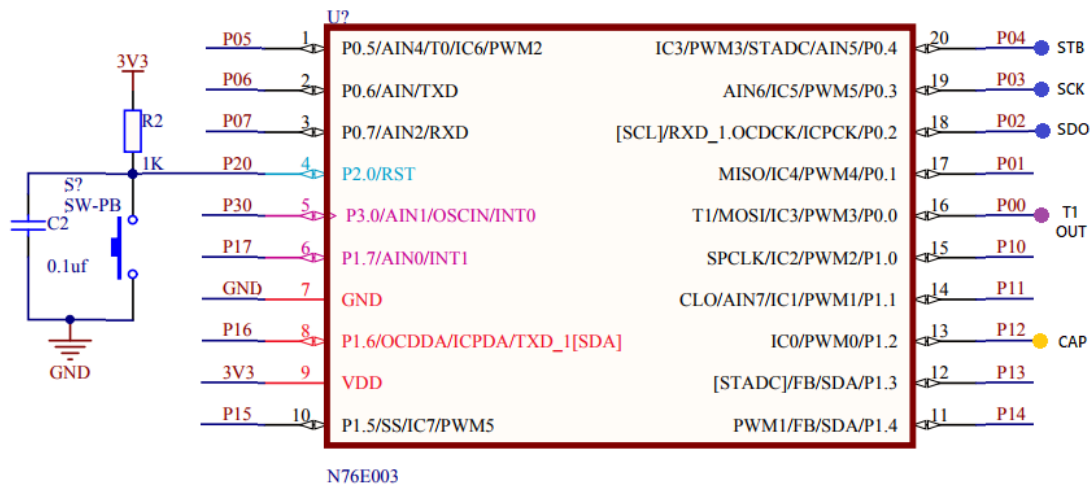 U?
P05 1 P0.5/AIN4/T0/IC6/PWM2 IC3/PWM3/STADC/AIN5/P0.4 20 P04 STB
3V3
P06 2 P0.6/AIN/TXD AIN6/IC5/PWM5/P0.3 19 P03 SCK
R2
P07 3 P0.7/AIN2/RXD [SCL]/RXD_1.OCDCK/ICPCK/P0.2 18 P02 SDO
1K
P20 4 P2.0/RST MISO/IC4/PWM4/P0.1 17 P01
S?
SW-PB
P30 5 P3.0/AIN1/OSCIN/INT0 T1/MOSI/IC3/PWM3/P0.0 16 P00 T1
OUT
C2
P17 6 P1.7/AIN0/INT1 SPCLK/IC2/PWM2/P1.0 15 P10
0.1uf
GND 7 GND CLO/AIN7/IC1/PWM1/P1.1 14 P11
P16 8 P1.6/OCDDA/ICPDA/TXD_1[SDA] IC0/PWM0/P1.2 13 P12 CAP
GND
3V3 9 VDD [STADC]/FB/SDA/P1.3 12 P13
P15 10 P1.5/SS/IC7/PWM5 PWM1/FB/SDA/P1.4 11 P14
N76E003